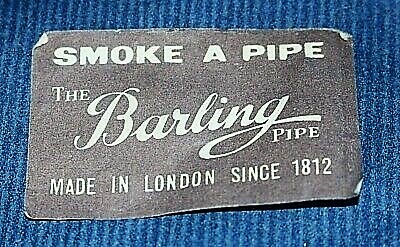 SMOKE A PIPE
THE
Barling
PIPE
MADE IN LONDON SINCE 1812